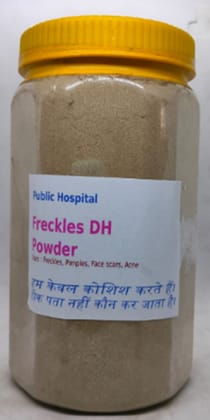 Public Hospital
Freckles DH
Powder
Uses : Freckles, Pimples, Face scars, Acne
हम केवल कोशिश करते हैं।
ठीक पता नहीं कौन कर जाता है।